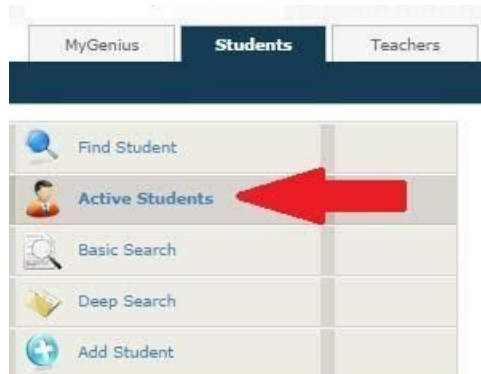 MyGenius Students Teachers
Find Student
Active Students
Basic Search
Deep Search
Add Student